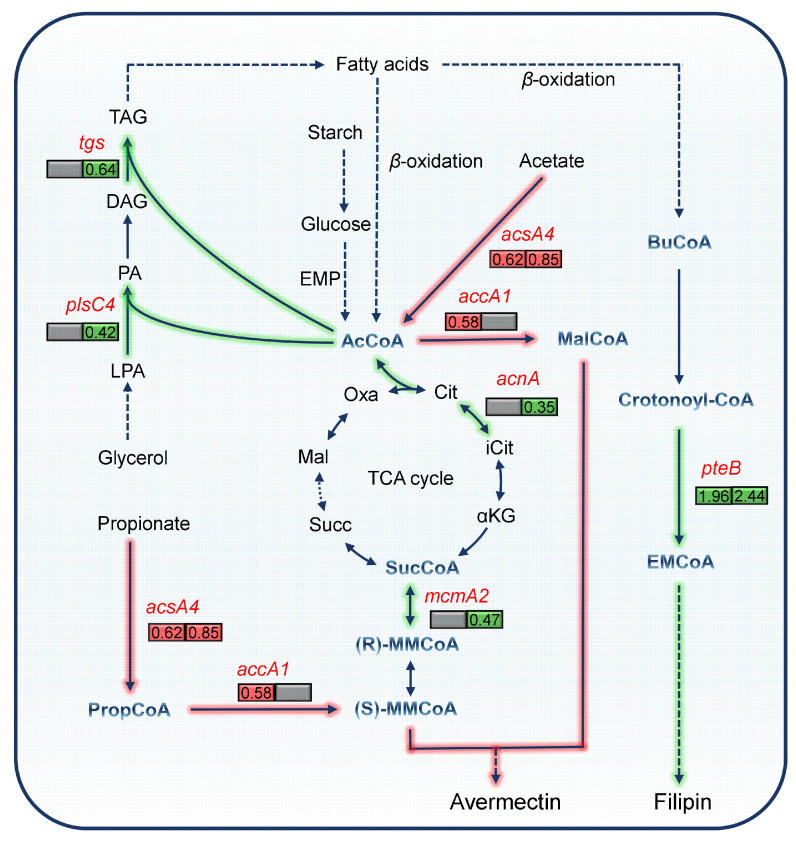 Fatty acids
β-oxidation
TAG
tgs
0.64
Starch
β-oxidation
Acetate
DAG
Glucose
acsA4
0.62 0.85
BuCoA
PA
EMP
plsC4
0.42
accA1
0.58
AcCoA
MalCoA
LPA
Oxa
Cit
acnA
0.35
Crotonoyl-CoA
Glycerol
Mal
iCit
TCA cycle
pteB
1.96 2.44
Propionate
Succ
αKG
SucCoA
EMCoA
acsA4
0.62 0.85
mcmA2
0.47
(R)-MMCoA
accA1
0.58
PropCoA
(S)-MMCoA
Avermectin
Filipin